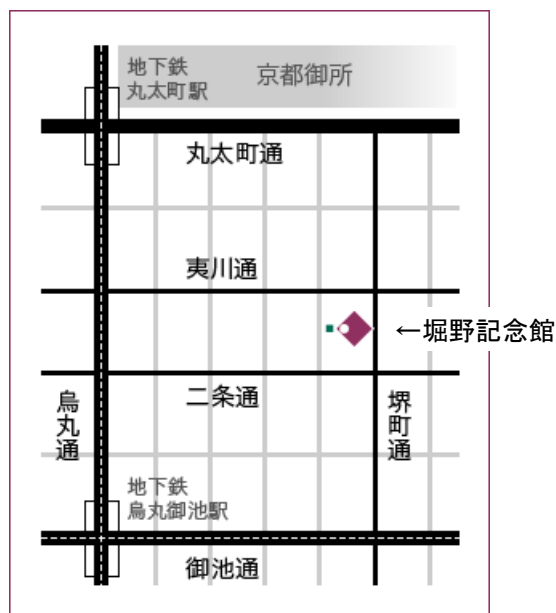 地下鉄
丸太町駅
京都御所
丸太町通
夷川通
←堀野記念館
二条通
烏丸通
堺町通
地下鉄
烏丸御池駅
御池通